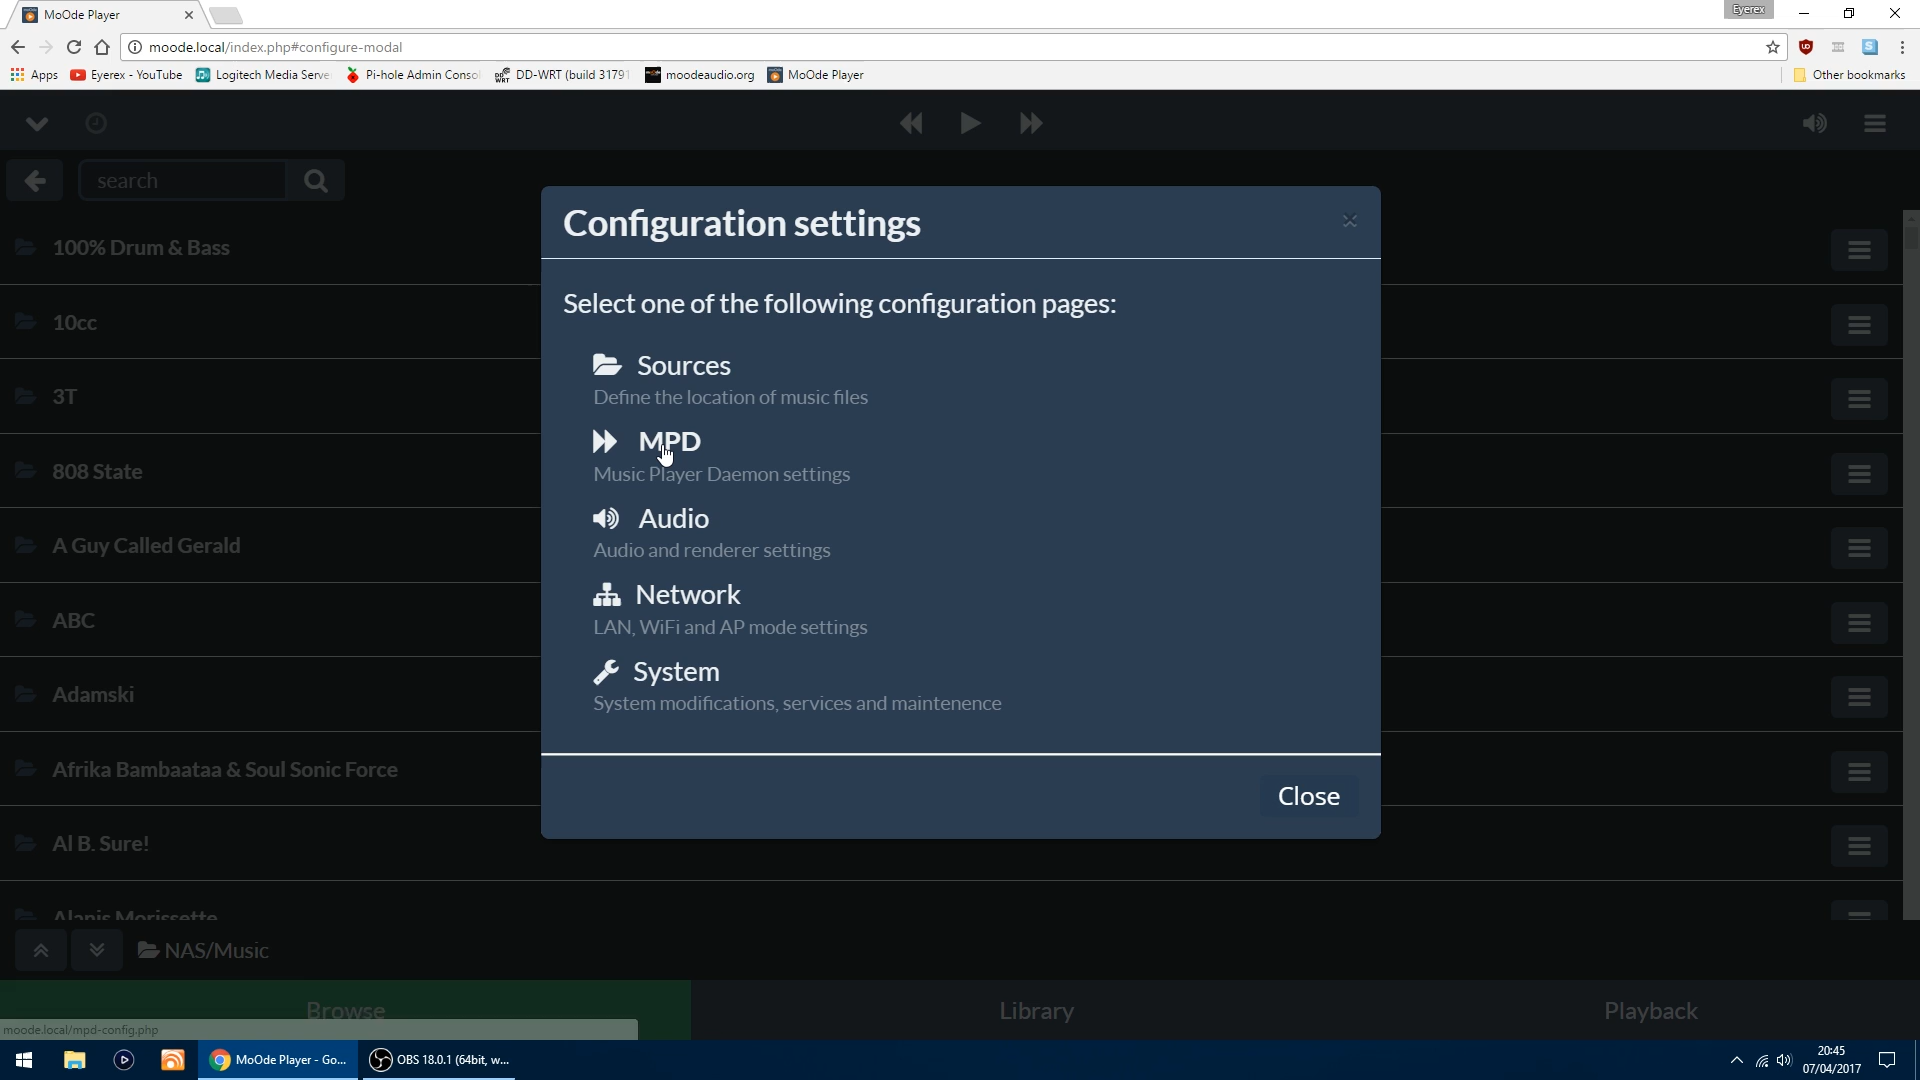 MoOde Player
Eyerex
moode.local/index.php#configure-modal
Apps
Eyerex - YouTube
Logitech Media Serve
Pi-hole Admin Consol
DD-WRT (build 31791
moodeaudio.org
MoOde Player
Other bookmarks
search
Configuration settings
Select one of the following configuration pages:
Sources
Define the location of music files
MPD
Music Player Daemon settings
Audio
Audio and renderer settings
Network
LAN, WiFi and AP mode settings
System
System modifications, services and maintenence
Close
100% Drum & Bass
10cc
3T
808 State
A Guy Called Gerald
ABC
Adamski
Afrika Bambaataa & Soul Sonic Force
Al B. Sure!
Alanis Morissette
NAS/Music
Browse
Library
Playback
moode.local/mpd-config.php
MoOde Player - Go...
OBS 18.0.1 (64bit, w...
20:45
07/04/2017